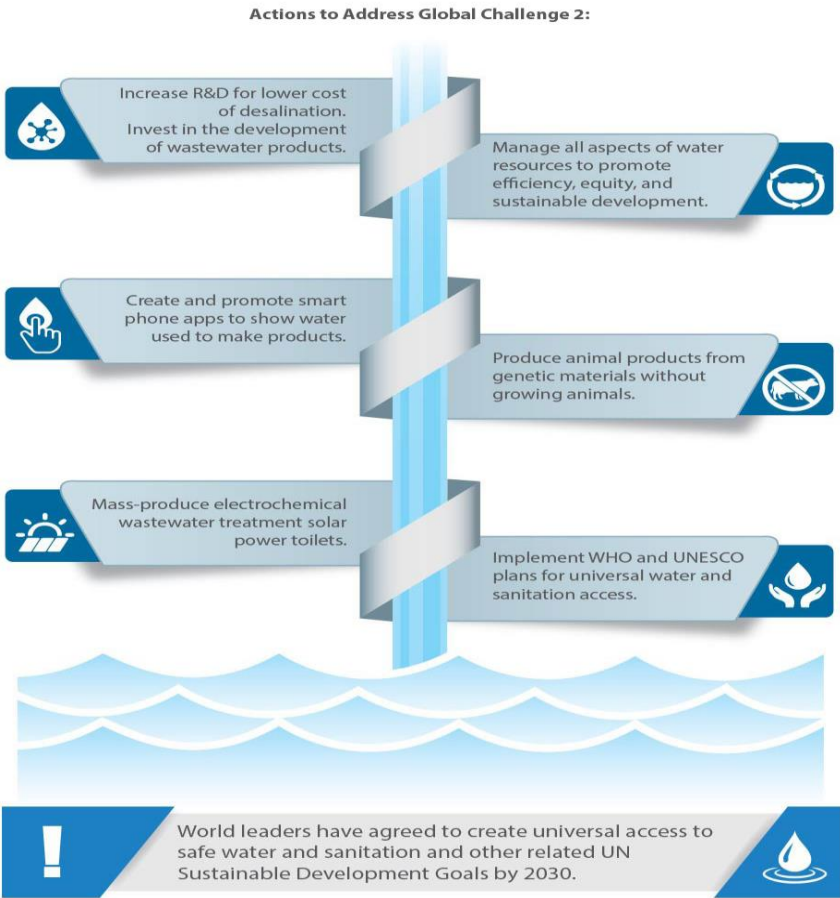 Actions to Address Global Challenge 2:
Increase R&D for lower cost
of desalination.
Invest in the development
of wastewater products.
Manage all aspects of water
resources to promote
efficiency, equity, and
sustainable development.
Create and promote smart
phone apps to show water
used to make products.
Produce animal products from
genetic materials without
growing animals.
Mass-produce electrochemical
wastewater treatment solar
power toilets.
Implement WHO and UNESCO
plans for universal water and
sanitation access.
!
World leaders have agreed to create universal access to
safe water and sanitation and other related UN
Sustainable Development Goals by 2030.